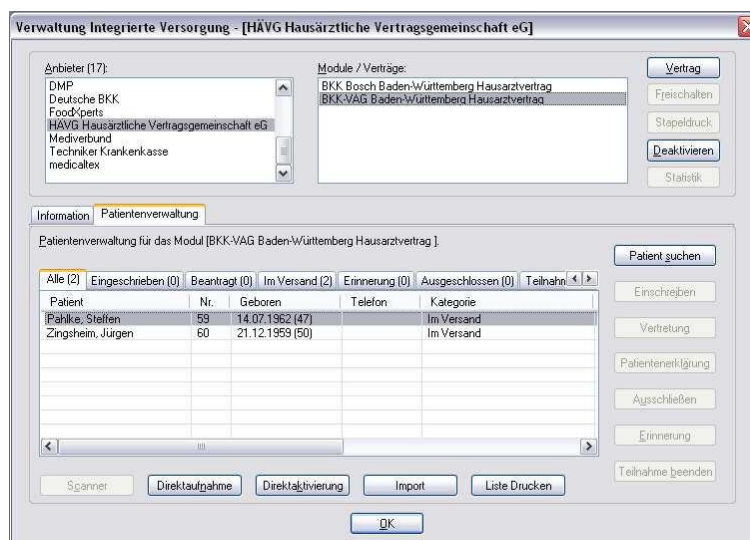 Verwaltung Integrierte Versorgung - [HÄVG Hausärztliche Vertragsgemeinschaft eG]
Anbieter (17):
DMP
Deutsche BKK
FoodXperts
HÄVG Hausärztliche Vertragsgemeinschaft eG
Mediverbund
Techniker Krankenkasse
medicaltex
Module / Verträge:
BKK Bosch Baden-Württemberg Hausarztvertrag
BKK-VAG Baden-Württemberg Hausarztvertrag
Vertrag
Freischalten
Stapeldruck
Deaktivieren
Statistik
Information Patientenverwaltung
Patientenverwaltung für das Modul [BKK-VAG Baden-Württemberg Hausarztvertrag ].
Alle (2) Eingeschrieben (0) Beantragt (0) Im Versand (2) Erinnerung (0) Ausgeschlossen (0) Teilnahm
Patient Nr. Geboren Telefon Kategorie
Pahlke, Steffen 59 14.07.1962 (47) Im Versand
Zingsheim, Jürgen 60 21.12.1959 (50) Im Versand
Patient suchen
Einschreiben
Vertretung
Patientenerklärung
Ausschließen
Erinnerung
Teilnahme beenden
Scanner Direktaufnahme Direktaktivierung Import Liste Drucken
OK